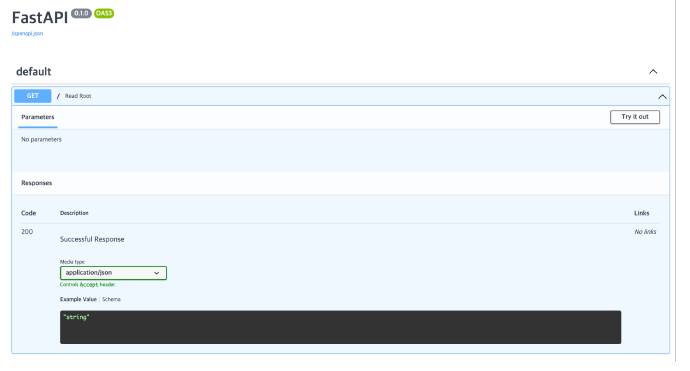 FastAPI 0.1.0 OAS3
/openapi.json
default
GET / Read Root
Parameters Try it out
No parameters
Responses
Code Description Links
200 Successful Response No links
Media type
application/json
Controls Accept header.
Example Value | Schema
"string"